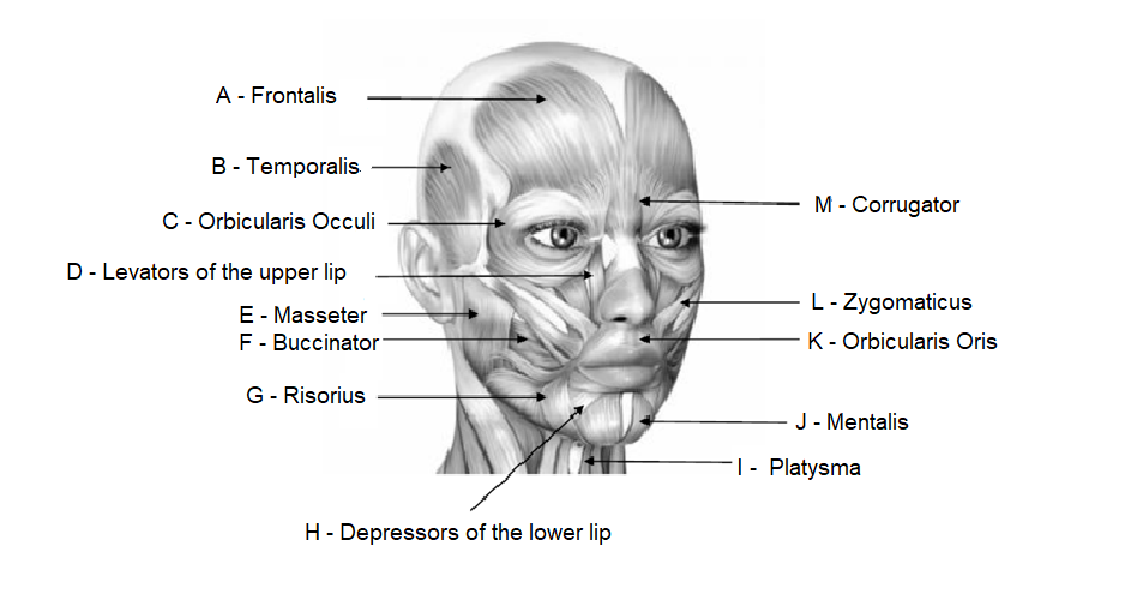 A - Frontalis
B - Temporalis
C - Orbicularis Occuli
D - Levators of the upper lip
E - Masseter
F - Buccinator
G - Risorius
H - Depressors of the lower lip
M - Corrugator
L - Zygomaticus
K - Orbicularis Oris
J - Mentalis
I - Platysma